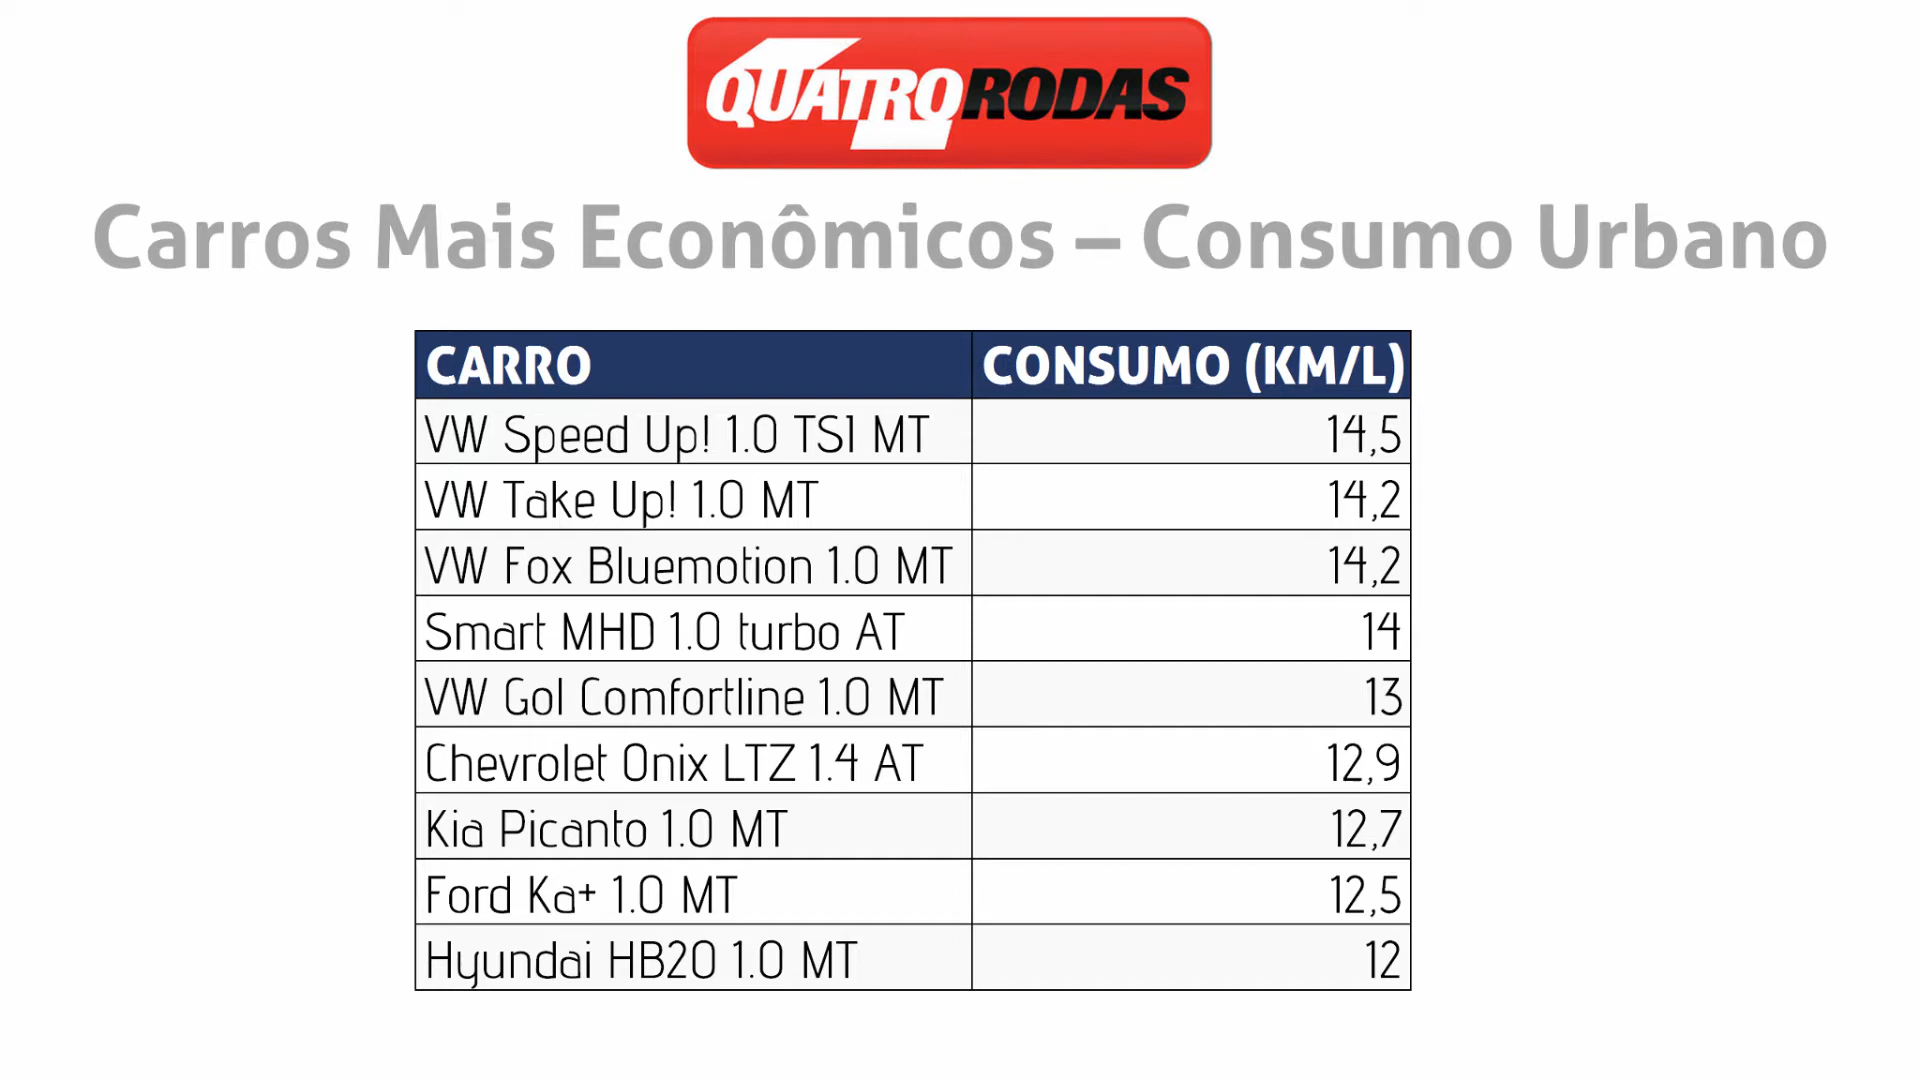 QUATRO RODAS
Carros Mais Econômicos – Consumo Urbano
CARRO CONSUMO (KM/L)
VW Speed Up! 1.0 TSI MT 14,5
VW Take Up! 1.0 MT 14,2
VW Fox Bluemotion 1.0 MT 14,2
Smart MHD 1.0 turbo AT 14
VW Gol Comfortline 1.0 MT 13
Chevrolet Onix LTZ 1.4 AT 12,9
Kia Picanto 1.0 MT 12,7
Ford Ka+ 1.0 MT 12,5
Hyundai HB20 1.0 MT 12